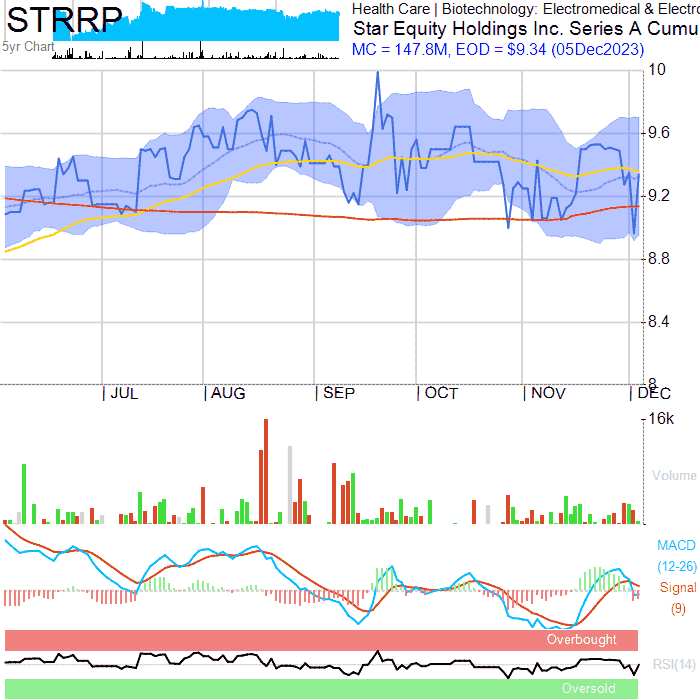 STRRP
5yr Chart
Health Care | Biotechnology: Electromedical & Electro
Star Equity Holdings Inc. Series A Cumu
MC = 147.8M, EOD = $9.34 (05Dec2023)
10
9.6
9.2
8.8
8.4
8
| JUL | AUG | SEP | OCT | NOV | DEC
16k
Volume
MACD
(12-26)
Signal
(9)
Overbought
RSI(14)
Oversold